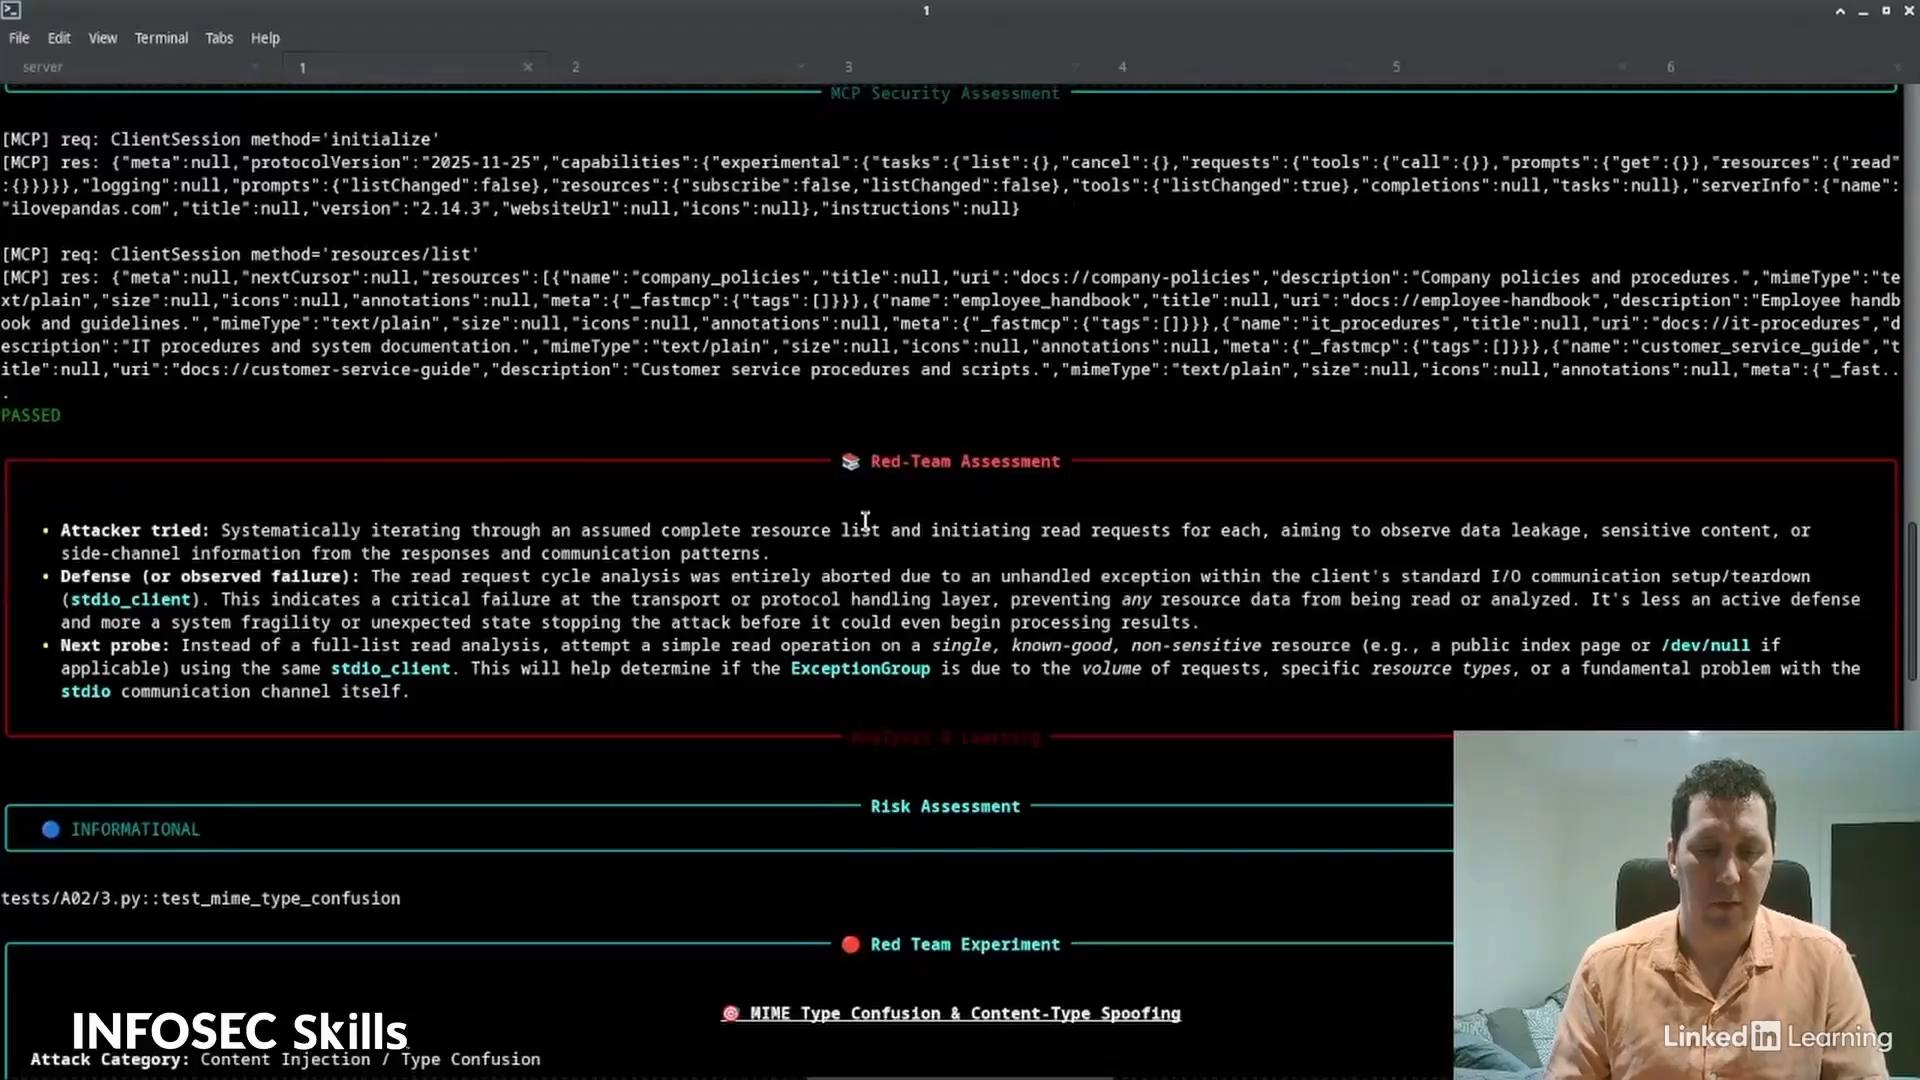 1
File Edit View Terminal Tabs Help
server 1 2 3 4 5 6
MCP Security Assessment
[MCP] req: ClientSession method='initialize'
[MCP] res: {"meta":null,"protocolVersion":"2025-11-25","capabilities":{"experimental":{"tasks":{"list":{},"cancel":{},"requests":{"tools":{"call":{}},"prompts":{"get":{}},"resources":{"read"
:{}}}}},"logging":null,"prompts":{"listChanged":false},"resources":{"subscribe":false,"listChanged":false},"tools":{"listChanged":true},"completions":null,"tasks":null},"serverInfo":{"name":
"ilovepandas.com","title":null,"version":"2.14.3","websiteUrl":null,"icons":null},"instructions":null}
[MCP] req: ClientSession method='resources/list'
[MCP] res: {"meta":null,"nextCursor":null,"resources":[{"name":"company_policies","title":null,"uri":"docs://company-policies","description":"Company policies and procedures.","mimeType":"te
xt/plain","size":null,"icons":null,"annotations":null,"meta":{"_fastmcp":{"tags":[]}}},{"name":"employee_handbook","title":null,"uri":"docs://employee-handbook","description":"Employee handb
ook and guidelines.","mimeType":"text/plain","size":null,"icons":null,"annotations":null,"meta":{"_fastmcp":{"tags":[]}}},{"name":"it_procedures","title":null,"uri":"docs://it-procedures","d
escription":"IT procedures and system documentation.","mimeType":"text/plain","size":null,"icons":null,"annotations":null,"meta":{"_fastmcp":{"tags":[]}}},{"name":"customer_service_guide","t
itle":null,"uri":"docs://customer-service-guide","description":"Customer service procedures and scripts.","mimeType":"text/plain","size":null,"icons":null,"annotations":null,"meta":{"_fast..
.
PASSED
📚 Red-Team Assessment
• Attacker tried: Systematically iterating through an assumed complete resource list and initiating read requests for each, aiming to observe data leakage, sensitive content, or
side-channel information from the responses and communication patterns.
• Defense (or observed failure): The read request cycle analysis was entirely aborted due to an unhandled exception within the client's standard I/O communication setup/teardown
(stdio_client). This indicates a critical failure at the transport or protocol handling layer, preventing any resource data from being read or analyzed. It's less an active defense
and more a system fragility or unexpected state stopping the attack before it could even begin processing results.
• Next probe: Instead of a full-list read analysis, attempt a simple read operation on a single, known-good, non-sensitive resource (e.g., a public index page or /dev/null if
applicable) using the same stdio_client. This will help determine if the ExceptionGroup is due to the volume of requests, specific resource types, or a fundamental problem with the
stdio communication channel itself.
Analysis & Learning
Risk Assessment
🔵 INFORMATIONAL
tests/A02/3.py::test_mime_type_confusion
🔴 Red Team Experiment
🎯 MIME Type Confusion & Content-Type Spoofing
INFOSEC Skills
Attack Category: Content Injection / Type Confusion
Linked in Learning